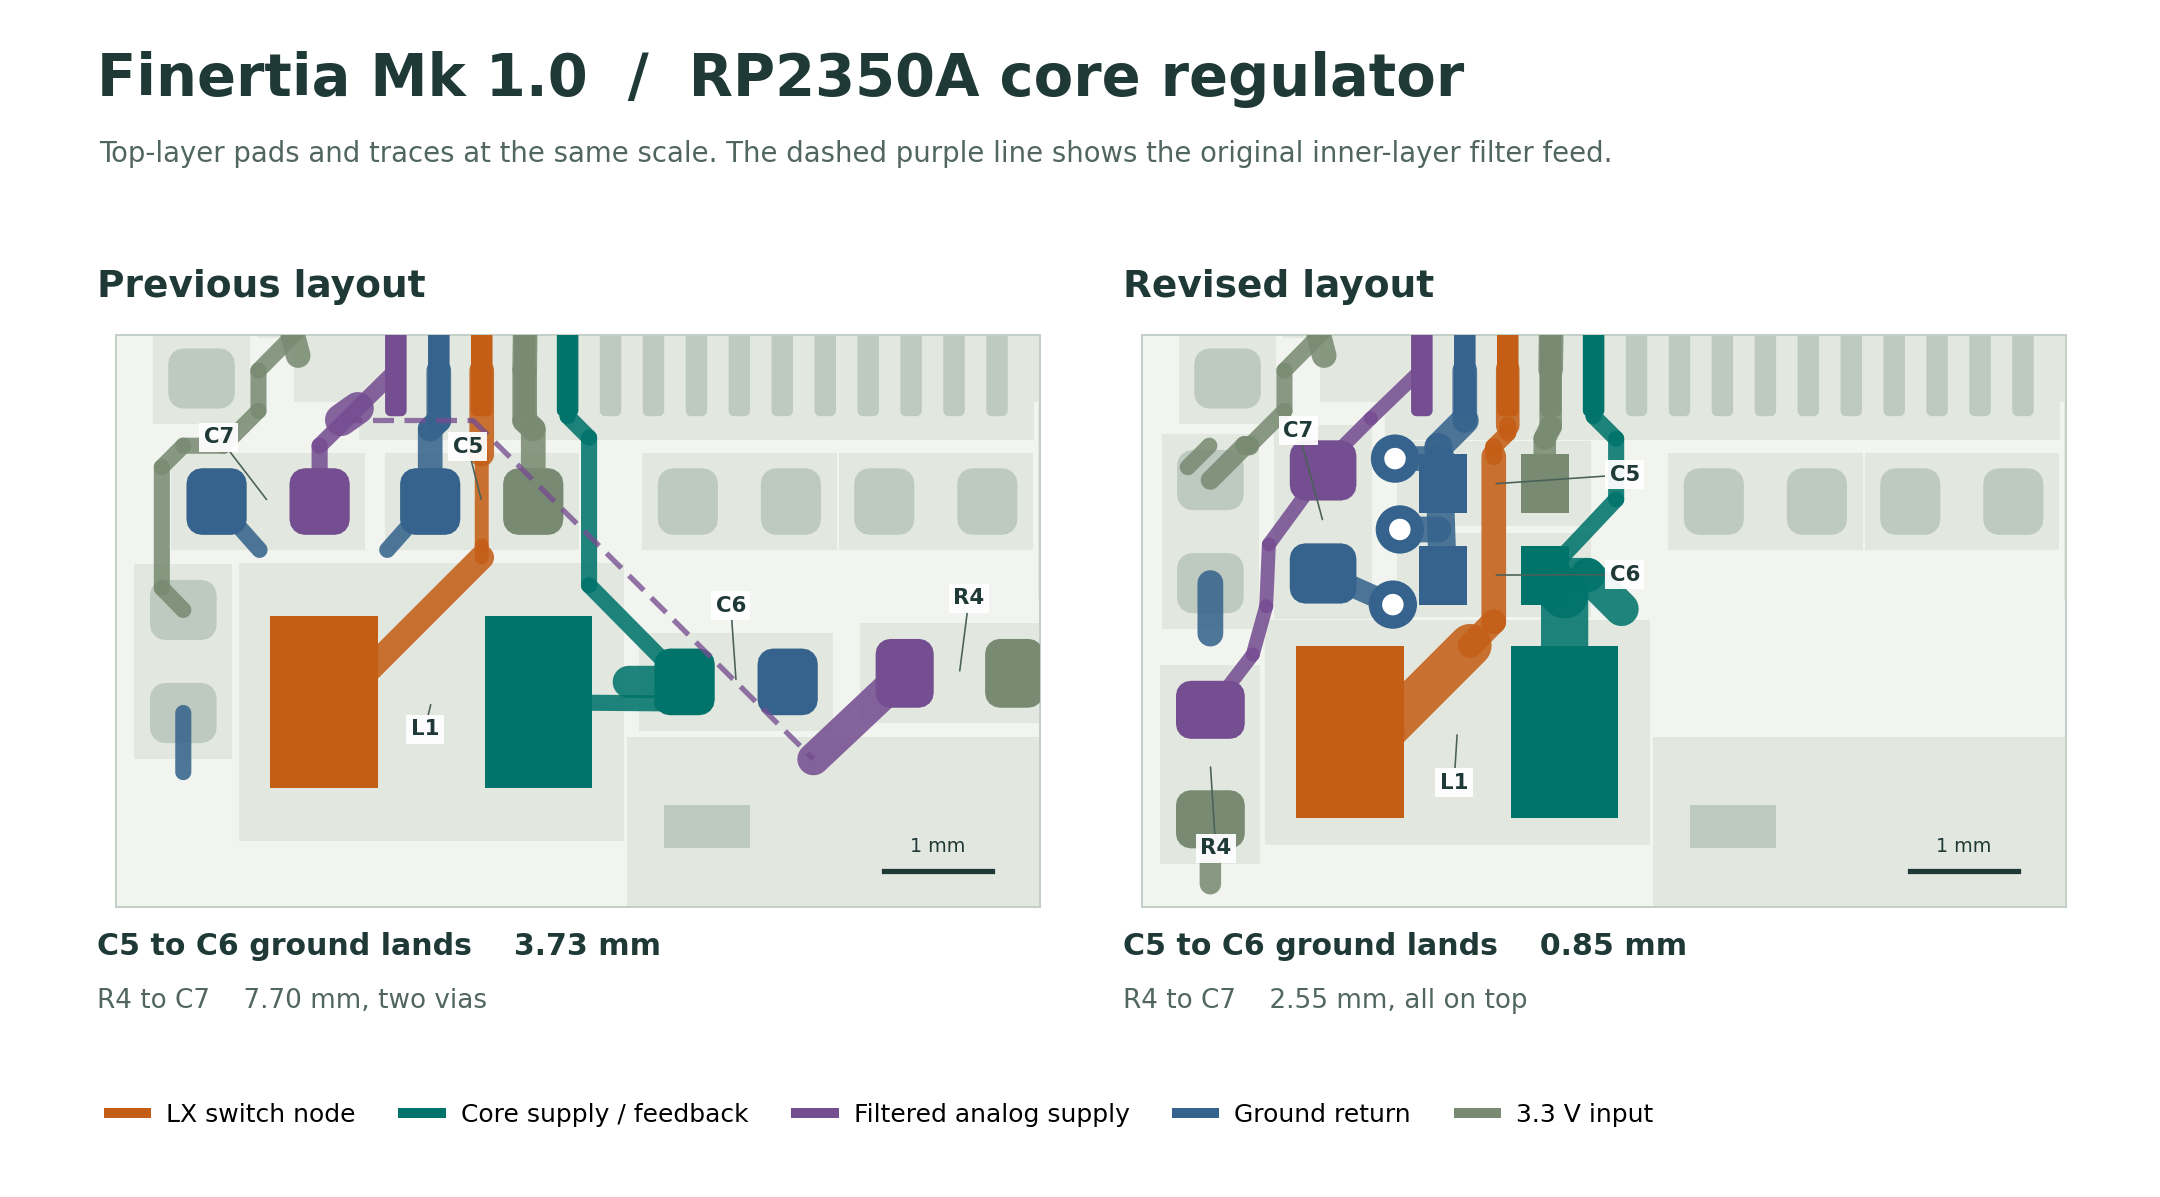 Finertia Mk 1.0 / RP2350A core regulator
Top-layer pads and traces at the same scale. The dashed purple line shows the original inner-layer filter feed.
Previous layout
C7
C5
C6
R4
L1
1 mm
C5 to C6 ground lands 3.73 mm
R4 to C7 7.70 mm, two vias
Revised layout
C7
C5
C6
L1
R4
1 mm
C5 to C6 ground lands 0.85 mm
R4 to C7 2.55 mm, all on top
LX switch node
Core supply / feedback
Filtered analog supply
Ground return
3.3 V input